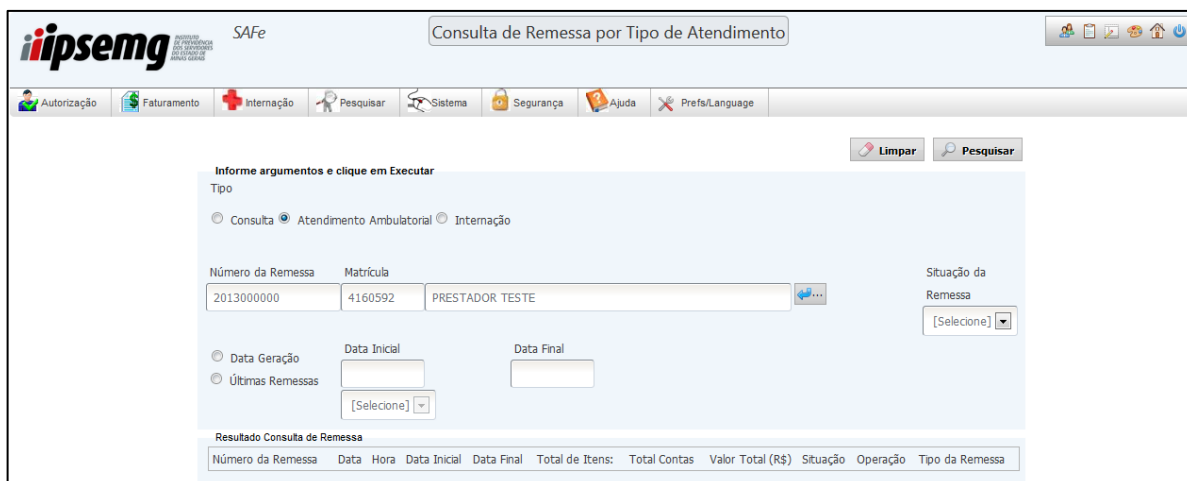 ipsemg INSTITUTO DE PREVIDÊNCIA DOS SERVIDORES DO ESTADO DE MINAS GERAIS
SAFe
Consulta de Remessa por Tipo de Atendimento
Autorização Faturamento Internação Pesquisar Sistema Segurança Ajuda Prefs/Language
Limpar Pesquisar
Informe argumentos e clique em Executar
Tipo
Consulta Atendimento Ambulatorial Internação
Número da Remessa Matrícula Situação da
Remessa
2013000000 4160592 PRESTADOR TESTE ...
[Selecione]
Data Inicial Data Final
Data Geração
Últimas Remessas
[Selecione]
Resultado Consulta de Remessa
Número da Remessa Data Hora Data Inicial Data Final Total de Itens: Total Contas Valor Total (R$) Situação Operação Tipo da Remessa